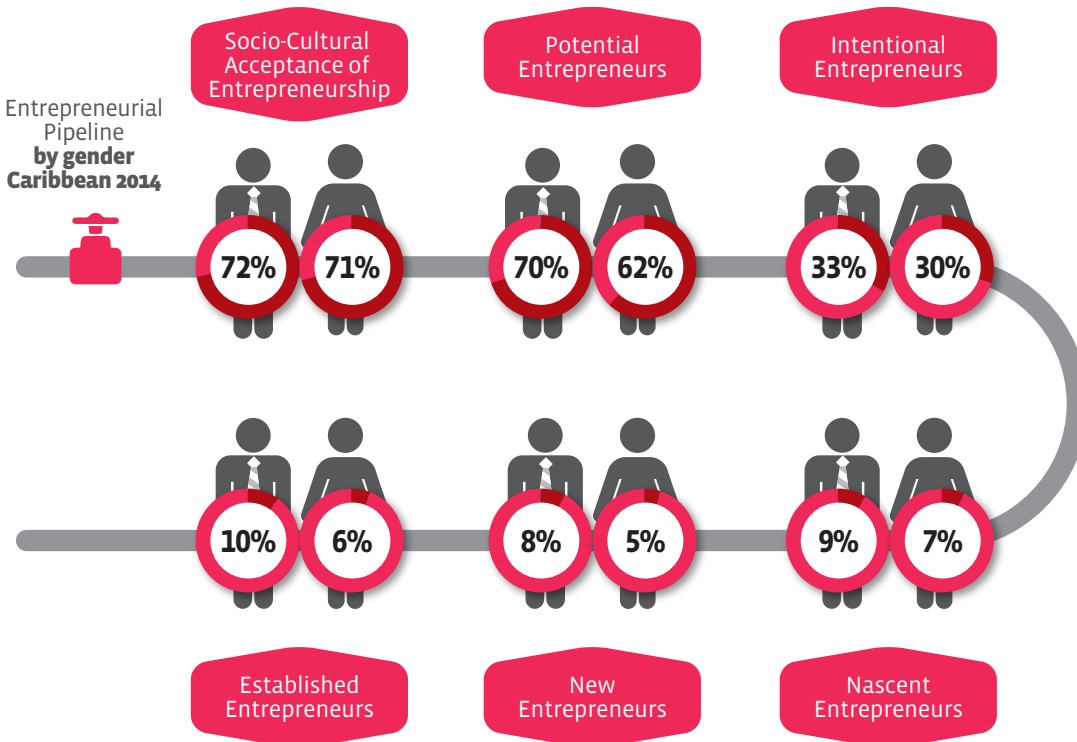 Entrepreneurial
Pipeline
by gender
Caribbean 2014
Socio-Cultural
Acceptance of
Entrepreneurship
72%
71%
Potential
Entrepreneurs
70%
62%
Intentional
Entrepreneurs
33%
30%
9%
7%
Nascent
Entrepreneurs
8%
5%
New
Entrepreneurs
10%
6%
Established
Entrepreneurs